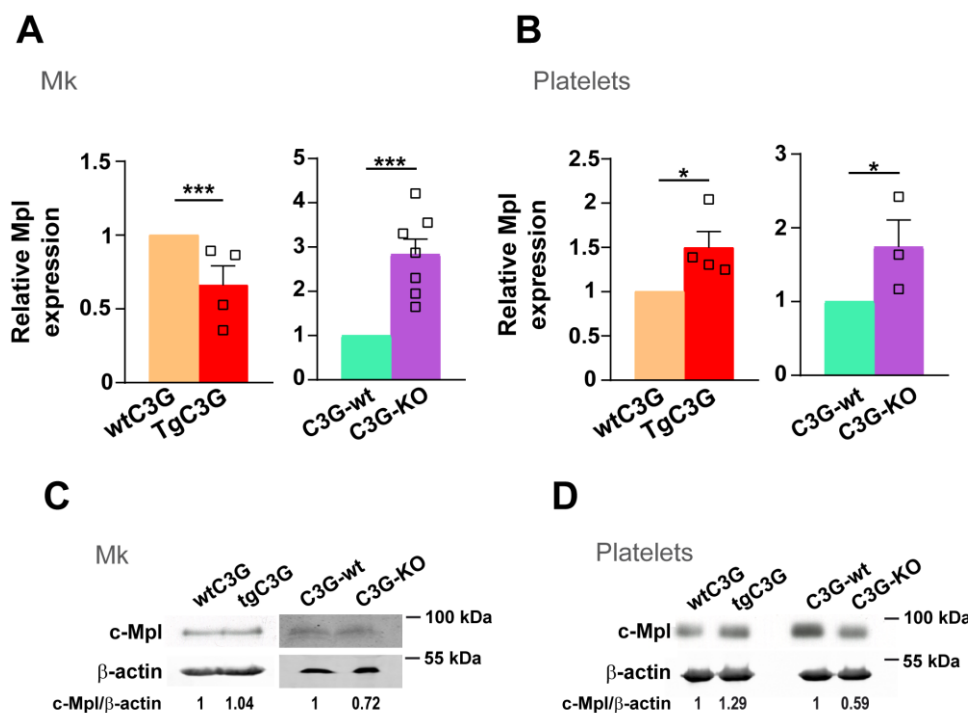 A
B
Mk
Platelets
Relative Mpl
expression
1.5
1
0.5
0
***
wtC3G
TgC3G
5
4
3
2
1
0
***
C3G-wt
C3G-KO
Relative Mpl
expression
2.5
2
1.5
1
0.5
0
*
wtC3G
TgC3G
3
2
1
0
*
C3G-wt
C3G-KO
C
D
Mk
Platelets
wtC3G tgC3G C3G-wt C3G-KO
c-Mpl
100 kDa
β-actin
55 kDa
c-Mpl/β-actin 1 1.04 1 0.72
wtC3G tgC3G C3G-wt C3G-KO
c-Mpl
100 kDa
β-actin
55 kDa
c-Mpl/β-actin 1 1.29 1 0.59